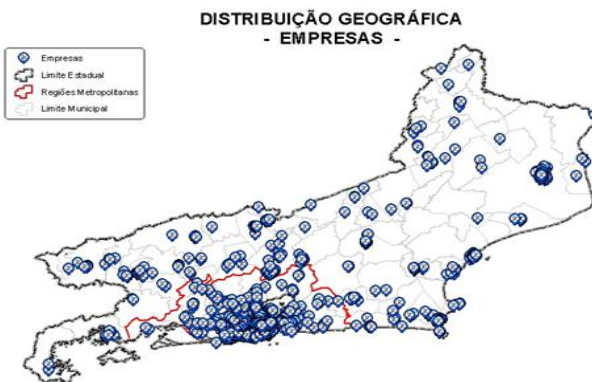 DISTRIBUIÇÃO GEOGRÁFICA
- EMPRESAS -
Empresas
Limite Estadual
Regiões Metropolitanas
Limite Municipal